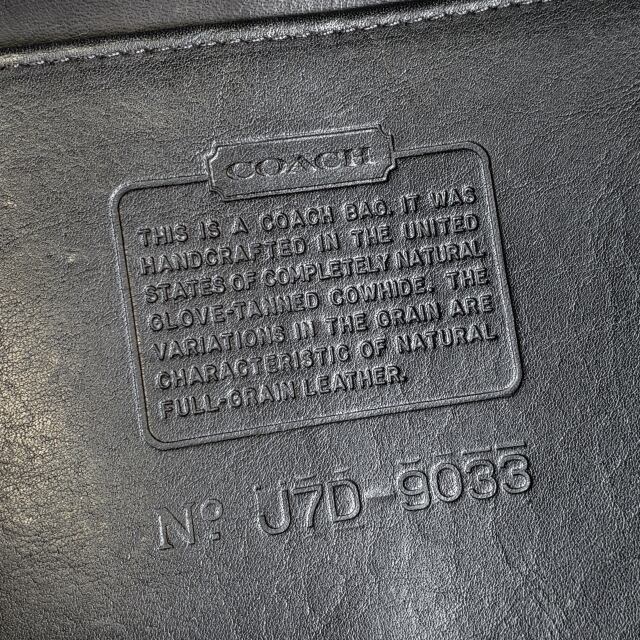 COACH
THIS IS A COACH BAG. IT WAS
HANDCRAFTED IN THE UNITED
STATES OF COMPLETELY NATURAL
GLOVE-TANNED COWHIDE. THE
VARIATIONS IN THE GRAIN ARE
CHARACTERISTIC OF NATURAL
FULL-GRAIN LEATHER.
Nº J7D-9033